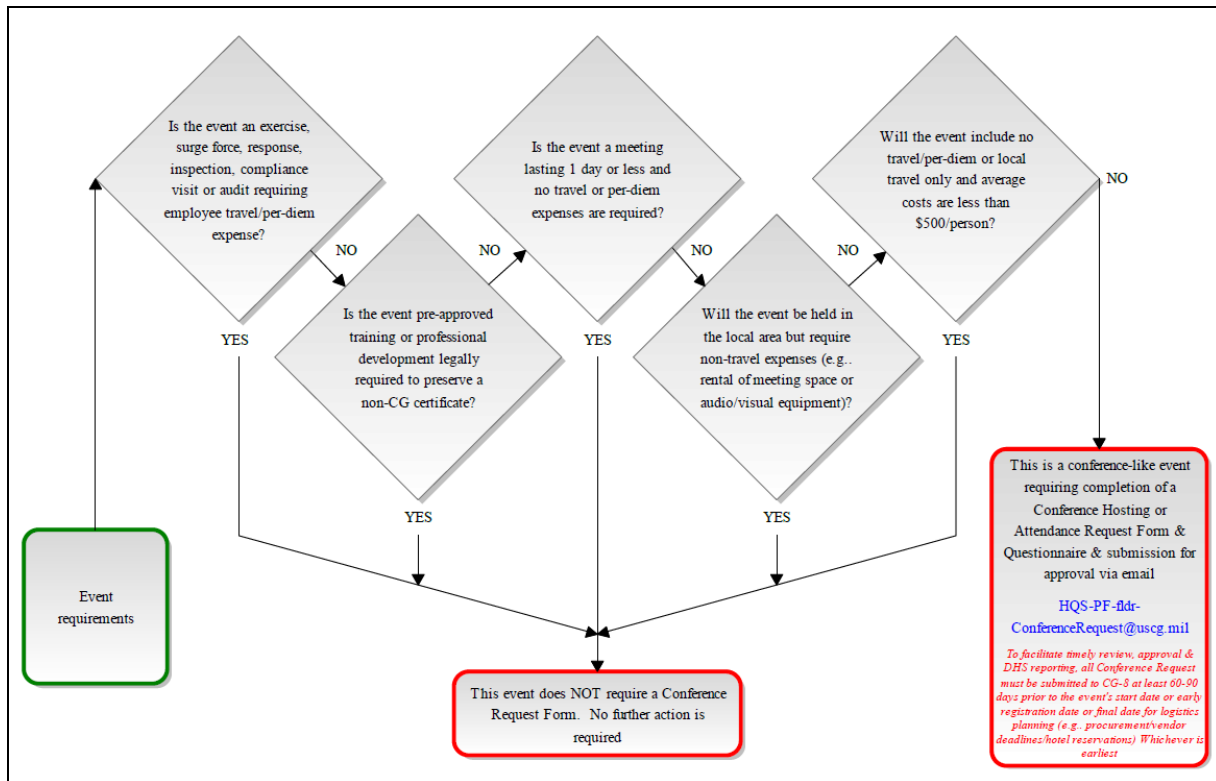 Is the event an exercise,
surge force, response,
inspection, compliance
visit or audit requiring
employee travel/per-diem
expense?
NO
YES
Is the event pre-approved
training or professional
development legally
required to preserve a
non-CG certificate?
NO
YES
Is the event a meeting
lasting 1 day or less and
no travel or per-diem
expenses are required?
NO
YES
Will the event be held in
the local area but require
non-travel expenses (e.g..
rental of meeting space or
audio/visual equipment)?
NO
YES
Will the event include no
travel/per-diem or local
travel only and average
costs are less than
$500/person?
NO
YES
Event
requirements
This event does NOT require a Conference
Request Form. No further action is
required
This is a conference-like event
requiring completion of a
Conference Hosting or
Attendance Request Form &
Questionnaire & submission for
approval via email
HQS-PF-fldr-
ConferenceRequest@uscg.mil
To facilitate timely review, approval &
DHS reporting, all Conference Request
must be submitted to CG-8 at least 60-90
days prior to the event's start date or early
registration date or final date for logistics
planning (e.g.. procurement/vendor
deadlines/hotel reservations) Whichever is
earliest